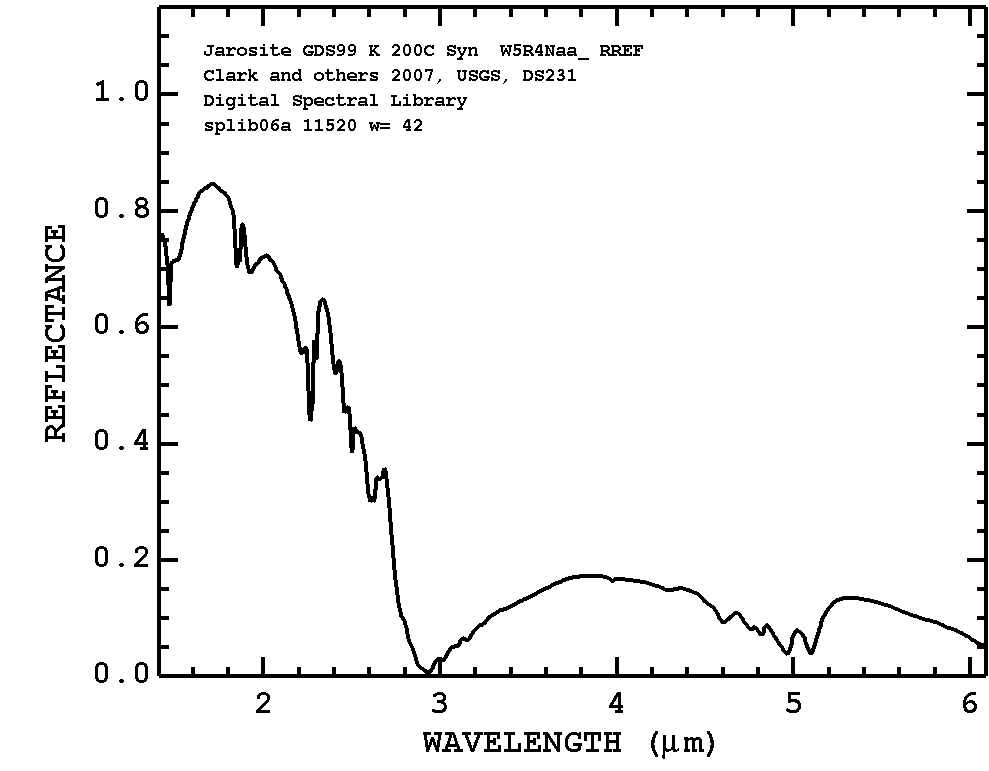 Jarosite GDS99 K 200C Syn  W5R4Naa_ RREF
Clark and others 2007, USGS, DS231
Digital Spectral Library
splib06a 11520 w= 42
1.0
0.8
0.6
0.4
0.2
0.0
REFLECTANCE
2 3 4 5 6
WAVELENGTH (μm)